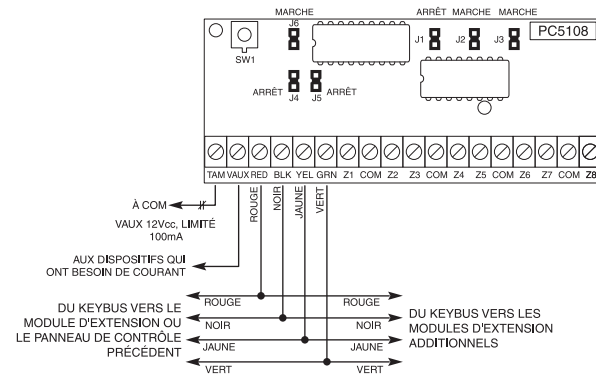 MARCHE
ARRÊT MARCHE MARCHE
J6
J1
J2
J3
PC5108
SW1
ARRÊT
J4
J5
ARRÊT
TAM VAUX RED BLK YEL GRN Z1 COM Z2 Z3 COM Z4 Z5 COM Z6 Z7 COM Z8
ROUGE
NOIR
JAUNE
VERT
À COM
VAUX 12Vcc, LIMITÉ
100mA
AUX DISPOSITIFS QUI
ONT BESOIN DE COURANT
DU KEYBUS VERS LE
MODULE D'EXTENSION OU
LE PANNEAU DE CONTRÔLE
PRÉCÉDENT
ROUGE
NOIR
JAUNE
VERT
ROUGE
NOIR
JAUNE
VERT
DU KEYBUS VERS LES
MODULES D'EXTENSION
ADDITIONNELS